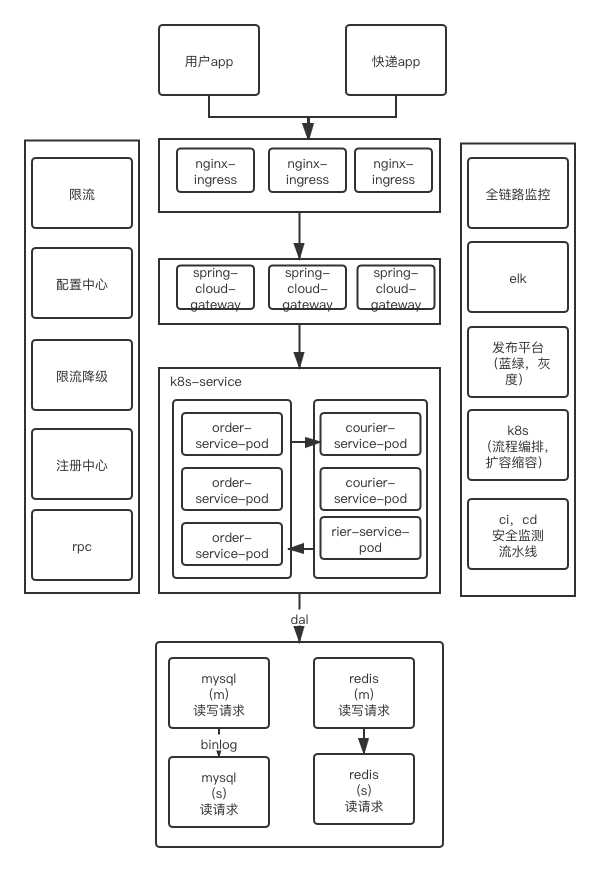 用户app
快递app
限流
配置中心
限流降级
注册中心
rpc
nginx-
ingress
nginx-
ingress
nginx-
ingress
spring-
cloud-
gateway
spring-
cloud-
gateway
spring-
cloud-
gateway
k8s-service
order-
service-pod
courier-
service-pod
order-
service-pod
courier-
service-pod
order-
service-pod
rier-service-
pod
dal
mysql
(m)
读写请求
redis
(m)
读写请求
binlog
mysql
(s)
读请求
redis
(s)
读请求
全链路监控
elk
发布平台
（蓝绿，灰
度）
k8s
（流程编排，
扩容缩容）
ci，cd
安全监测
流水线